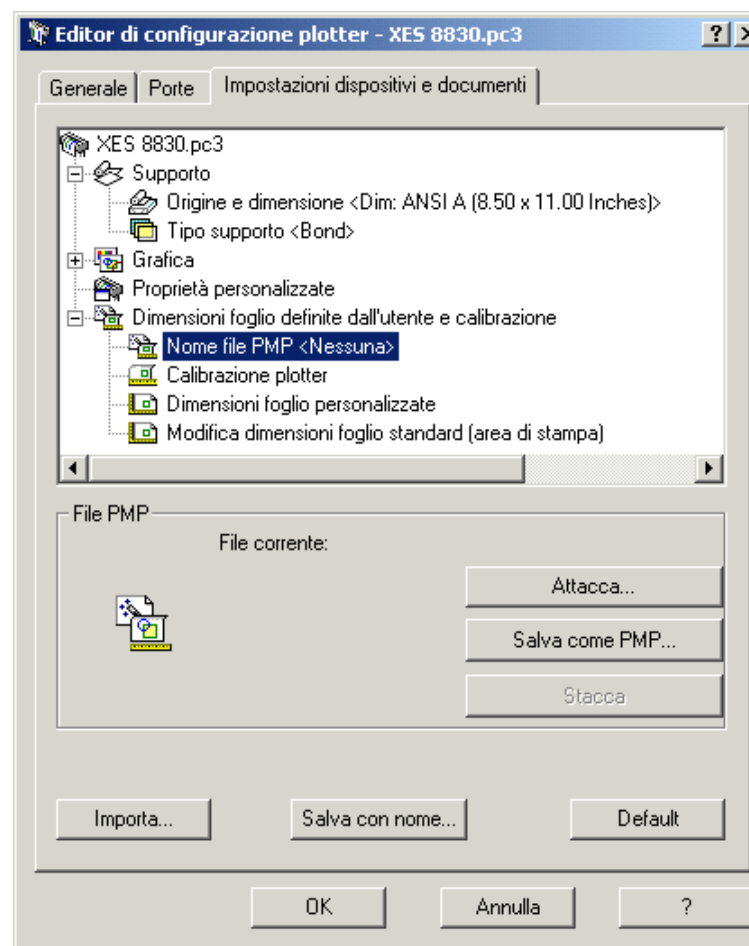 Editor di configurazione plotter - XES 8830.pc3
Generale Porte Impostazioni dispositivi e documenti
XES 8830.pc3
Supporto
Origine e dimensione <Dim: ANSI A (8.50 x 11.00 Inches)>
Tipo supporto <Bond>
Grafica
Proprietà personalizzate
Dimensioni foglio definite dall'utente e calibrazione
Nome file PMP <Nessuna>
Calibrazione plotter
Dimensioni foglio personalizzate
Modifica dimensioni foglio standard (area di stampa)
File PMP
File corrente:
Attacca...
Salva come PMP...
Stacca
Importa... Salva con nome... Default
OK Annulla ?